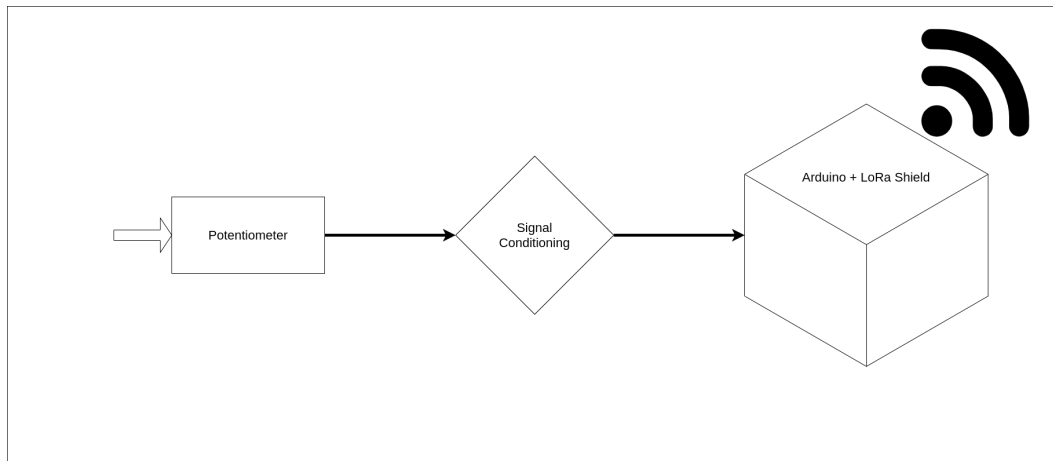 Potentiometer
Signal
Conditioning
Arduino + LoRa Shield